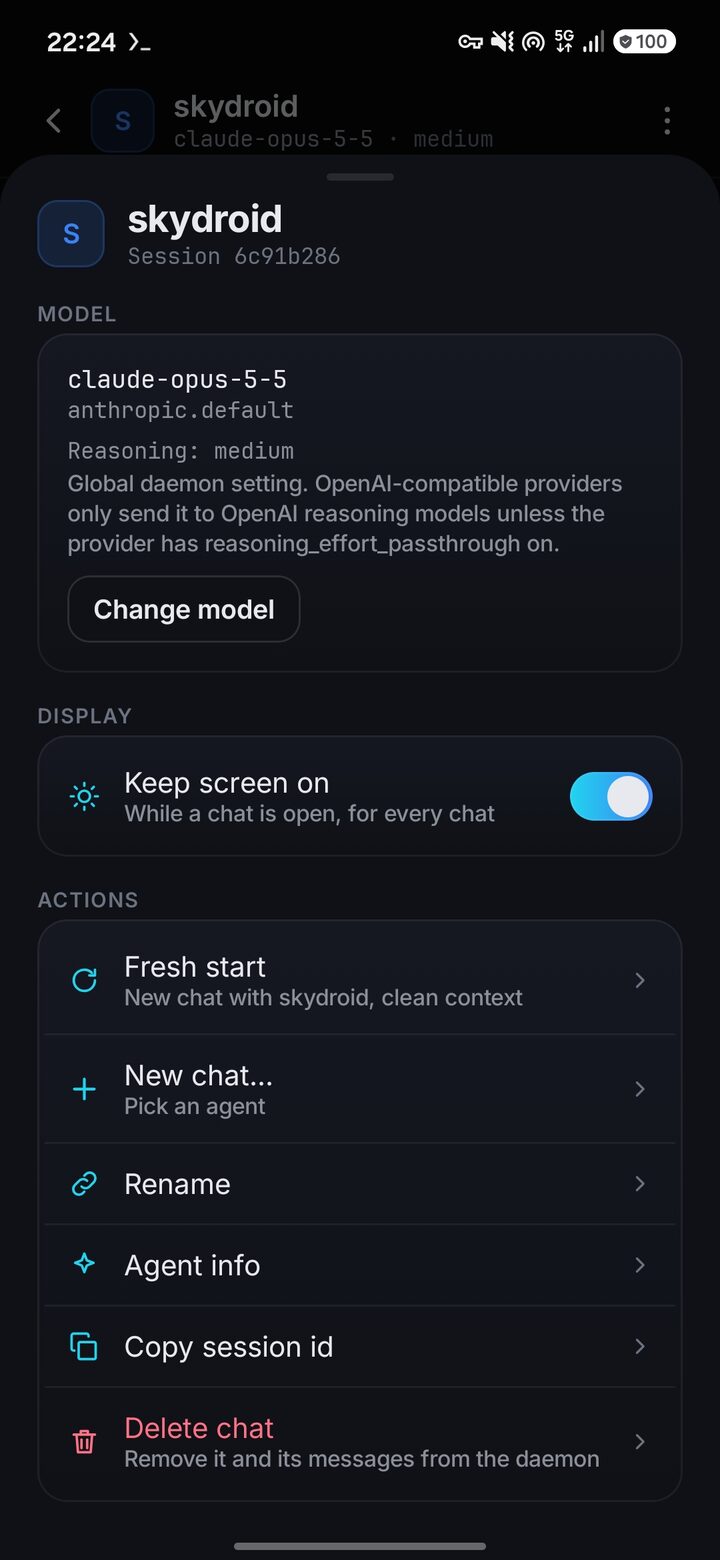 22:24
5G
100
S
skydroid
claude-opus-5-5 · medium
S
skydroid
Session 6c91b286
MODEL
claude-opus-5-5
anthropic.default
Reasoning: medium
Global daemon setting. OpenAI-compatible providers
only send it to OpenAI reasoning models unless the
provider has reasoning_effort_passthrough on.
Change model
DISPLAY
Keep screen on
While a chat is open, for every chat
ACTIONS
Fresh start
New chat with skydroid, clean context
New chat...
Pick an agent
Rename
Agent info
Copy session id
Delete chat
Remove it and its messages from the daemon